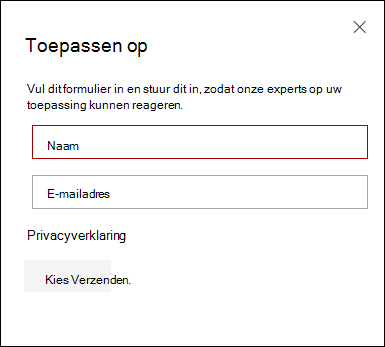 Toepassen op
Vul dit formulier in en stuur dit in, zodat onze experts op uw
toepassing kunnen reageren.
Naam
E-mailadres
Privacyverklaring
Kies Verzenden.